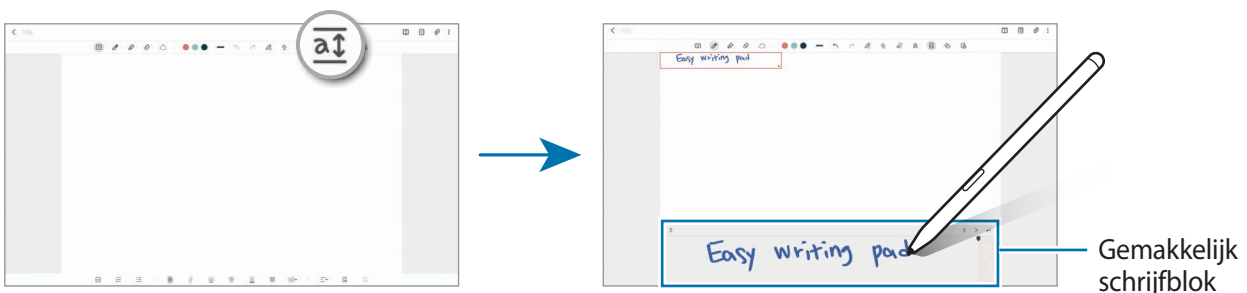 a
Easy writing pad
Easy writing pad
Gemakkelijk
schrijfblok